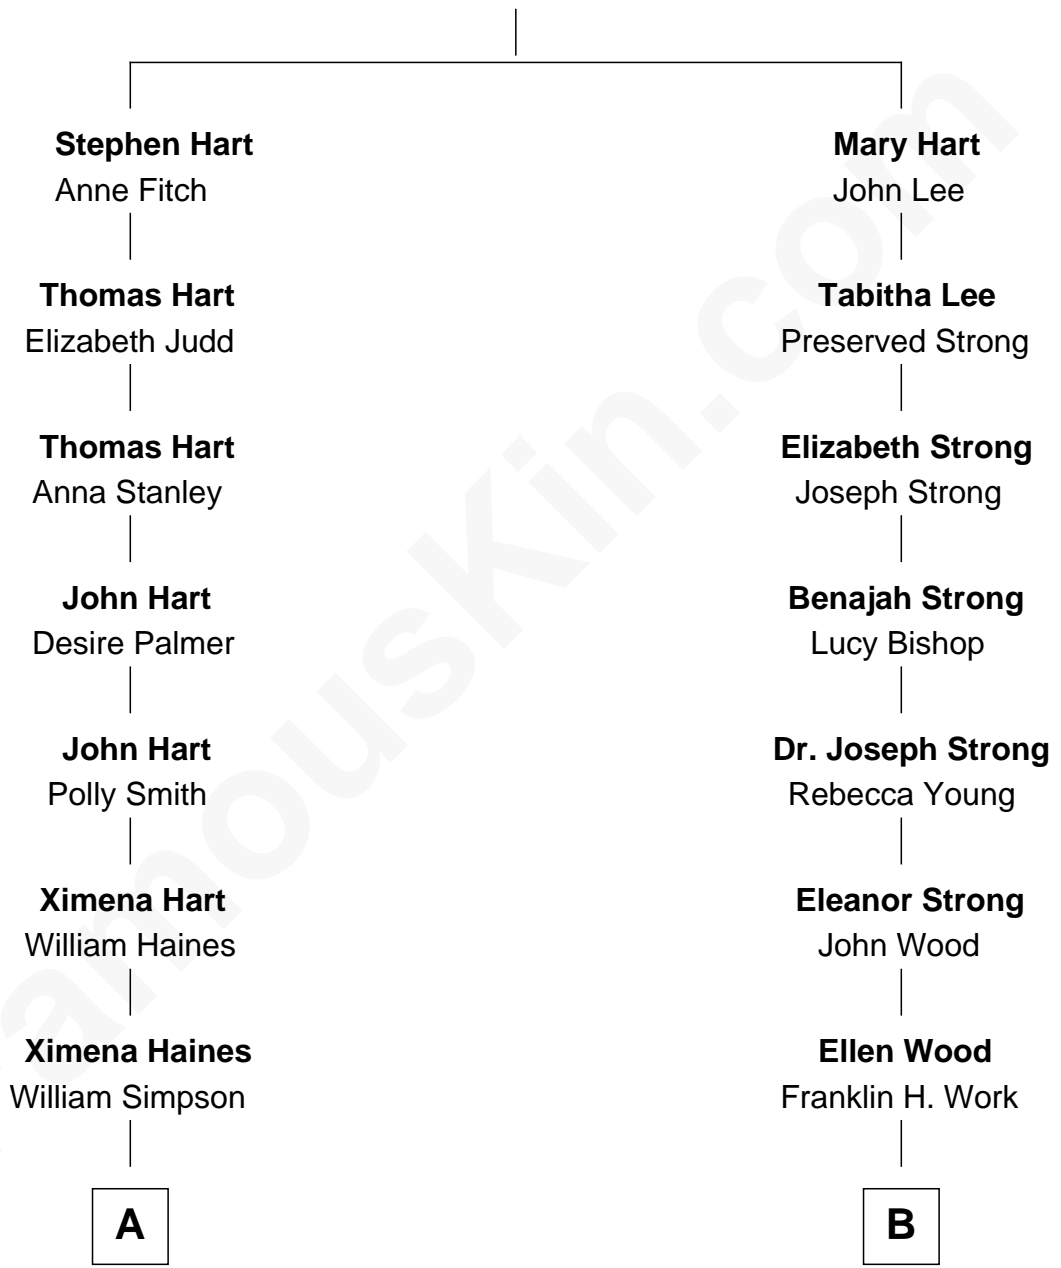 Stephen Hart
Anne Fitch
Mary Hart
John Lee
Thomas Hart
Elizabeth Judd
Tabitha Lee
Preserved Strong
Thomas Hart
Anna Stanley
Elizabeth Strong
Joseph Strong
John Hart
Desire Palmer
Benajah Strong
Lucy Bishop
John Hart
Polly Smith
Dr. Joseph Strong
Rebecca Young
Ximena Hart
William Haines
Eleanor Strong
John Wood
Ximena Haines
William Simpson
Ellen Wood
Franklin H. Work
A
B
amousKin.com